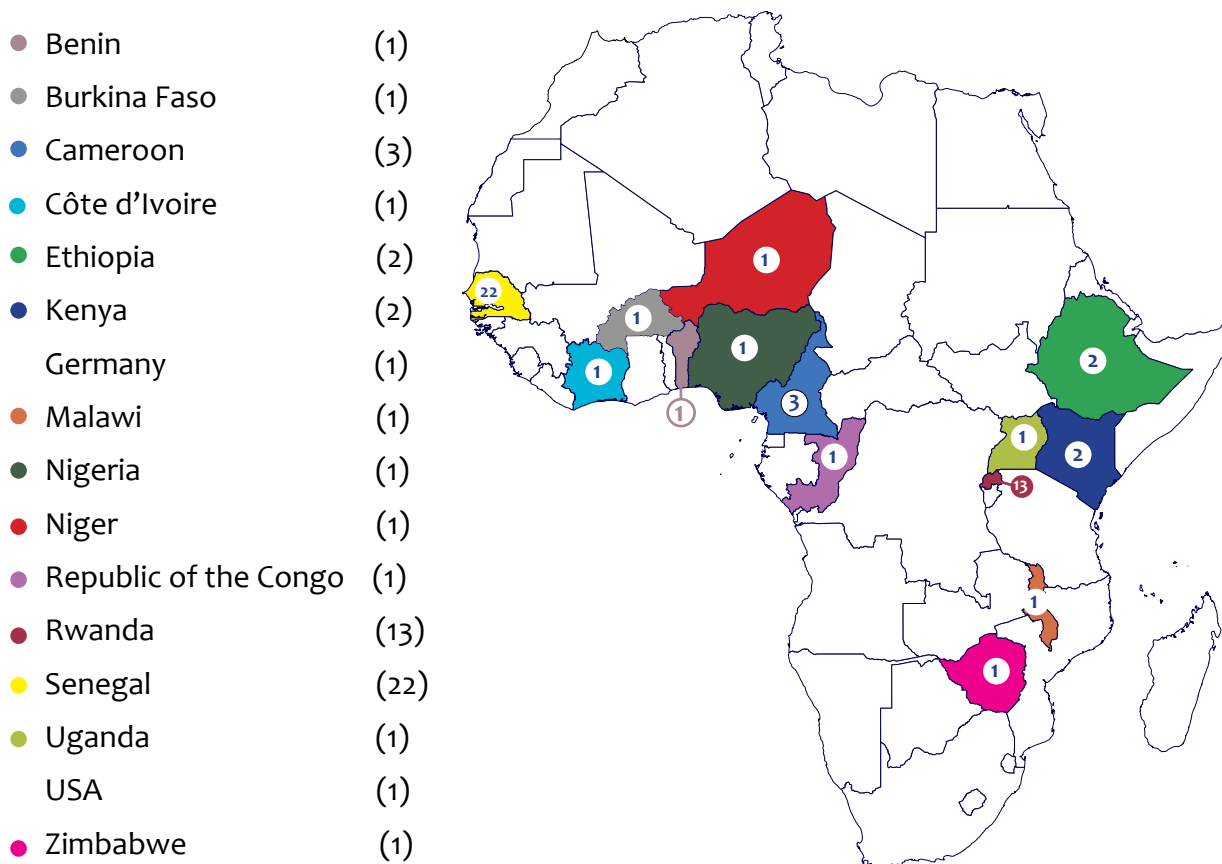 Benin (1)
Burkina Faso (1)
Cameroon (3)
Côte d’Ivoire (1)
Ethiopia (2)
Kenya (2)
Germany (1)
Malawi (1)
Nigeria (1)
Niger (1)
Republic of the Congo (1)
Rwanda (13)
Senegal (22)
Uganda (1)
USA (1)
Zimbabwe (1)
1
22
1
1
1
2
1
3
1
1
2
13
1
1